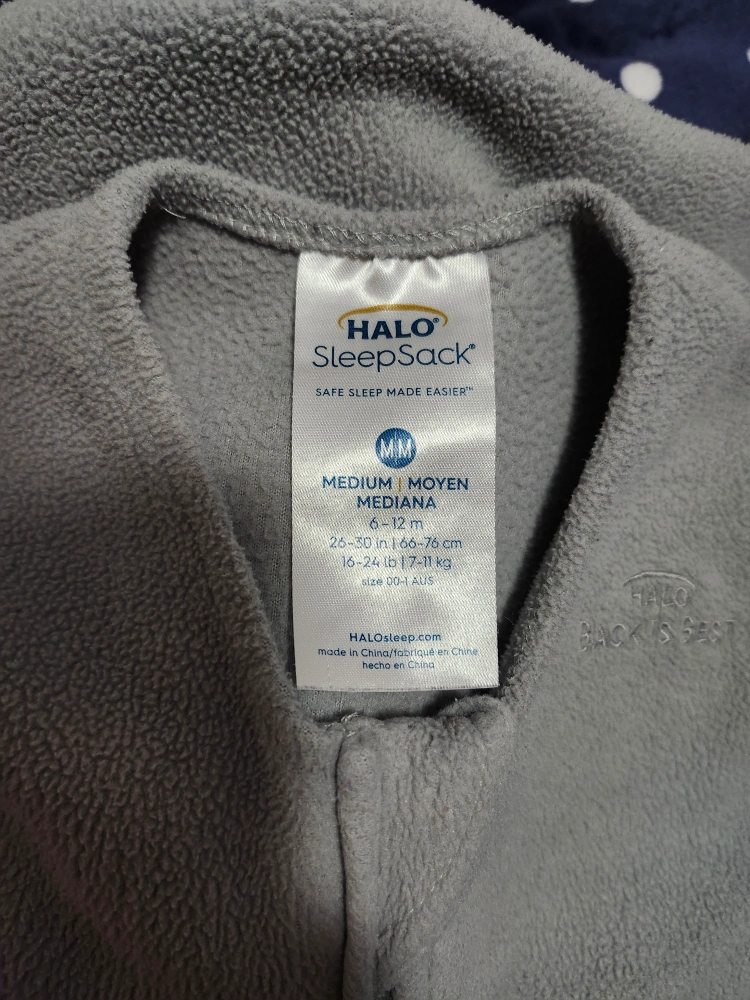 HALO®
SleepSack®
SAFE SLEEP MADE EASIER™
M|M
MEDIUM | MOYEN
MEDIANA
6-12 m
26-30 in | 66-76 cm
16-24 lb | 7-11 kg
size 00-1 AUS
HALOsleep.com
made in China/fabriqué en Chine
hecho en China
HALO
BACK IS BEST